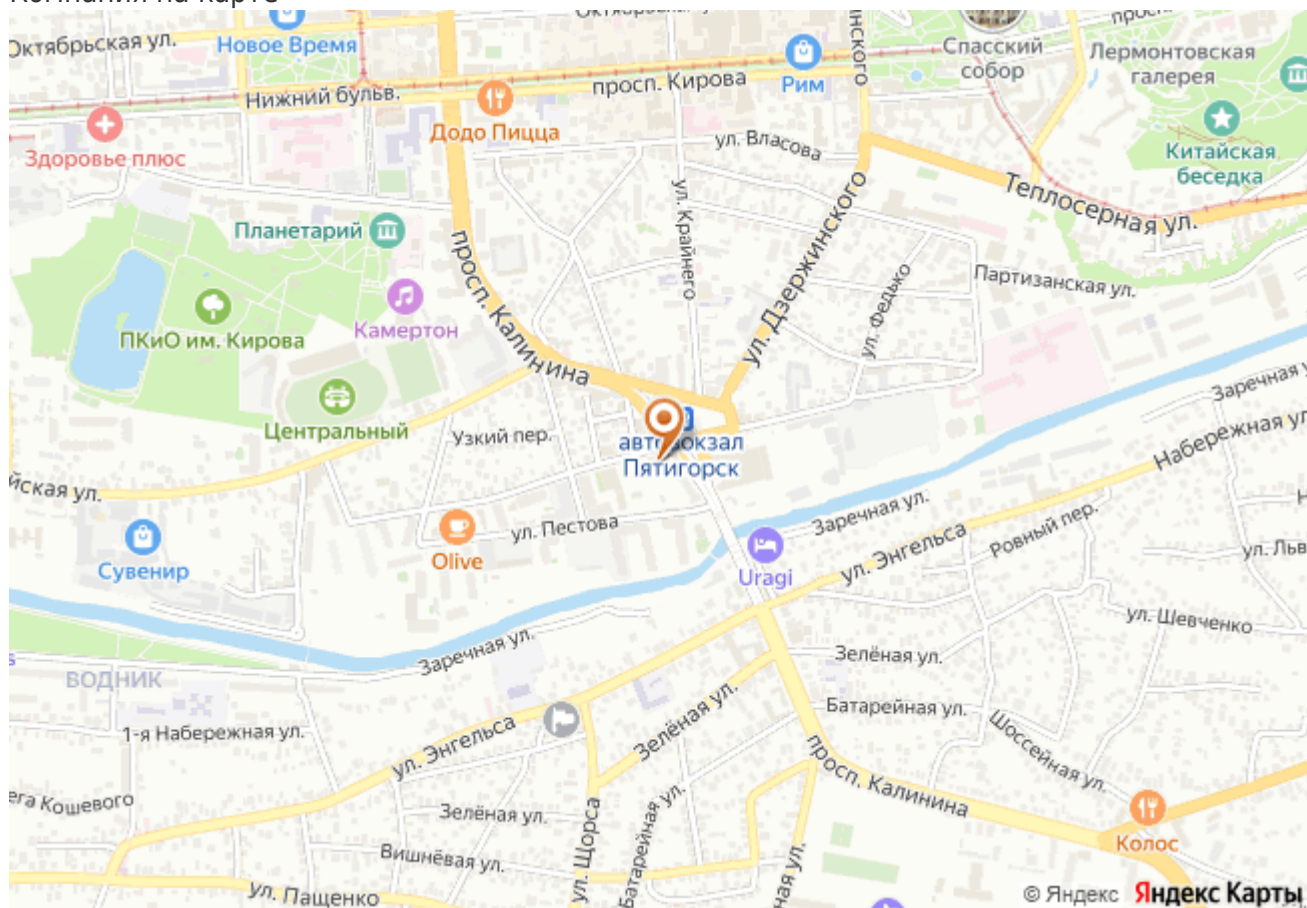 Компания на карте
Октябрьская ул.
Новое Время
Рим
Спасский
собор
Лермонтовская
галерея
Нижний бульв.
просп. Кирова
Додо Пицца
Здоровье плюс
ул. Власова
Китайская
беседка
Теплосерная ул.
ул. Крайнего
ул. Дзержинского
Планетарий
просп. Калинина
ул. Федько
Партизанская ул.
Камертон
ПКиО им. Кирова
Заречная
Центральный
Узкий пер.
автовокзал
Пятигорск
Набережная ул.
ул. Пестова
Заречная ул.
Ровный пер.
Olive
Сувенир
Uragi
ул. Энгельса
ул. Шевченко
Заречная ул.
Зелёная ул.
ВОДНИК
Батарейная ул.
1-я Набережная ул.
ул. Энгельса
Зелёная ул.
Шоссейная ул.
просп. Калинина
Кошевого
Зелёная ул.
Колос
ул. Щорса
Батарейная ул.
Вишнёвая ул.
ул. Пащенко
© Яндекс Яндекс Карты